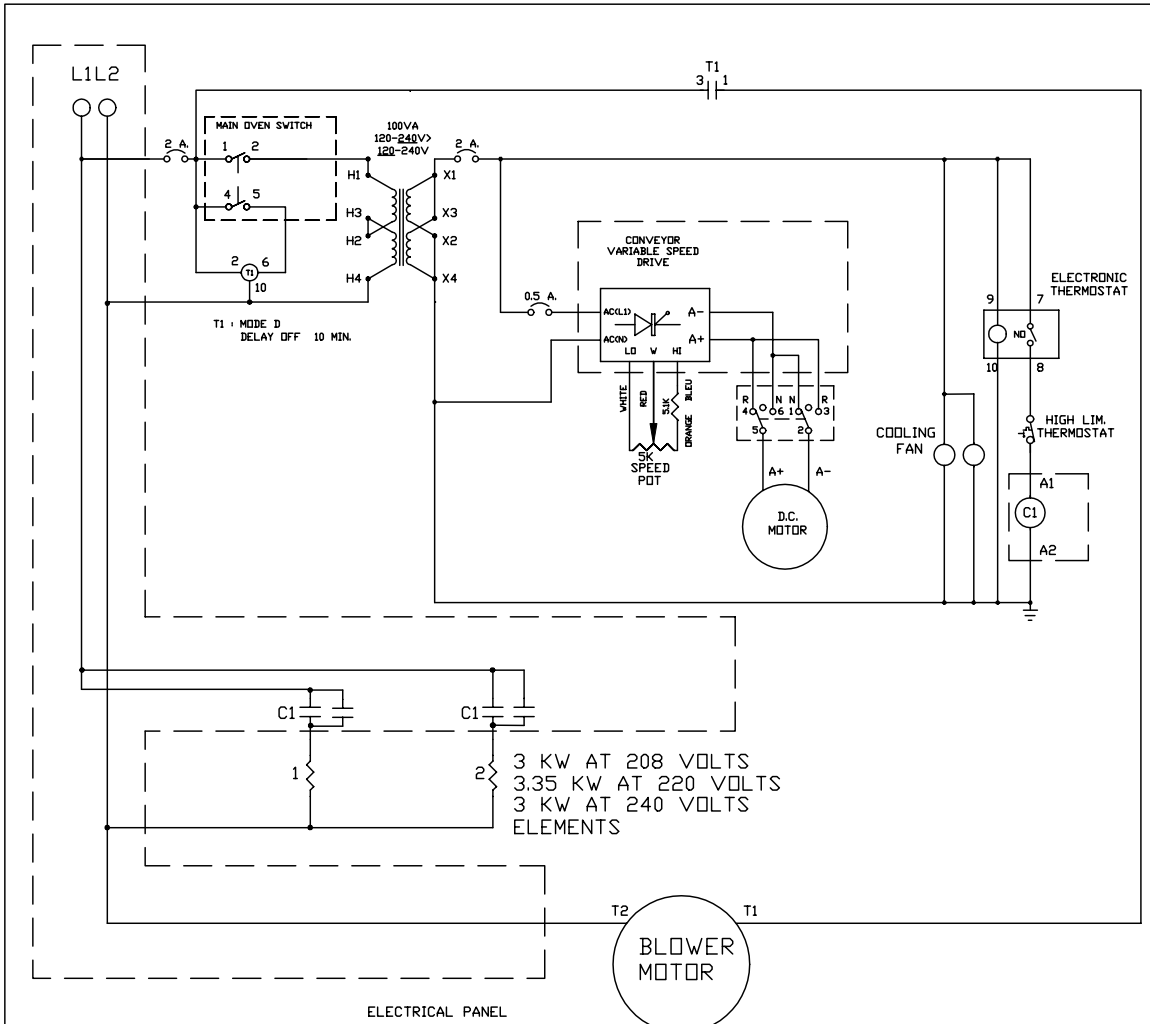 T1
3 1
L1L2
2 A.
MAIN OVEN SWITCH
1 2
4 5
2 T1 6
10
T1 : MODE D
DELAY OFF 10 MIN.
100VA
120-240V>
120-240V
H1
H3
H2
H4
X1
X3
X2
X4
2 A.
CONVEYOR
VARIABLE SPEED
DRIVE
0.5 A.
AC(L1)
AC(N)
A-
A+
LO W HI
WHITE
RED
5.1K
ORANGE BLEU
5K
SPEED
POT
R N N R
4 6 1 3
5 2
A+ A-
D.C.
MOTOR
COOLING
FAN
ELECTRONIC
THERMOSTAT
9 7
NO
10 8
HIGH LIM.
THERMOSTAT
A1
C1
A2
C1
C1
1
2
3 KW AT 208 VOLTS
3.35 KW AT 220 VOLTS
3 KW AT 240 VOLTS
ELEMENTS
T2 T1
BLOWER
MOTOR
ELECTRICAL PANEL